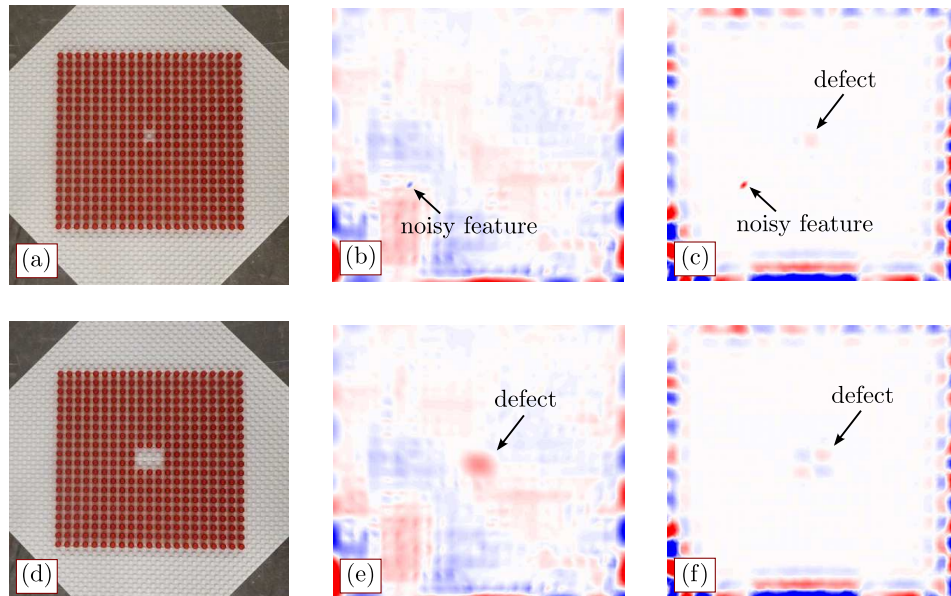 defect
noisy feature
noisy feature
(a)
(b)
(c)
defect
defect
(d)
(e)
(f)